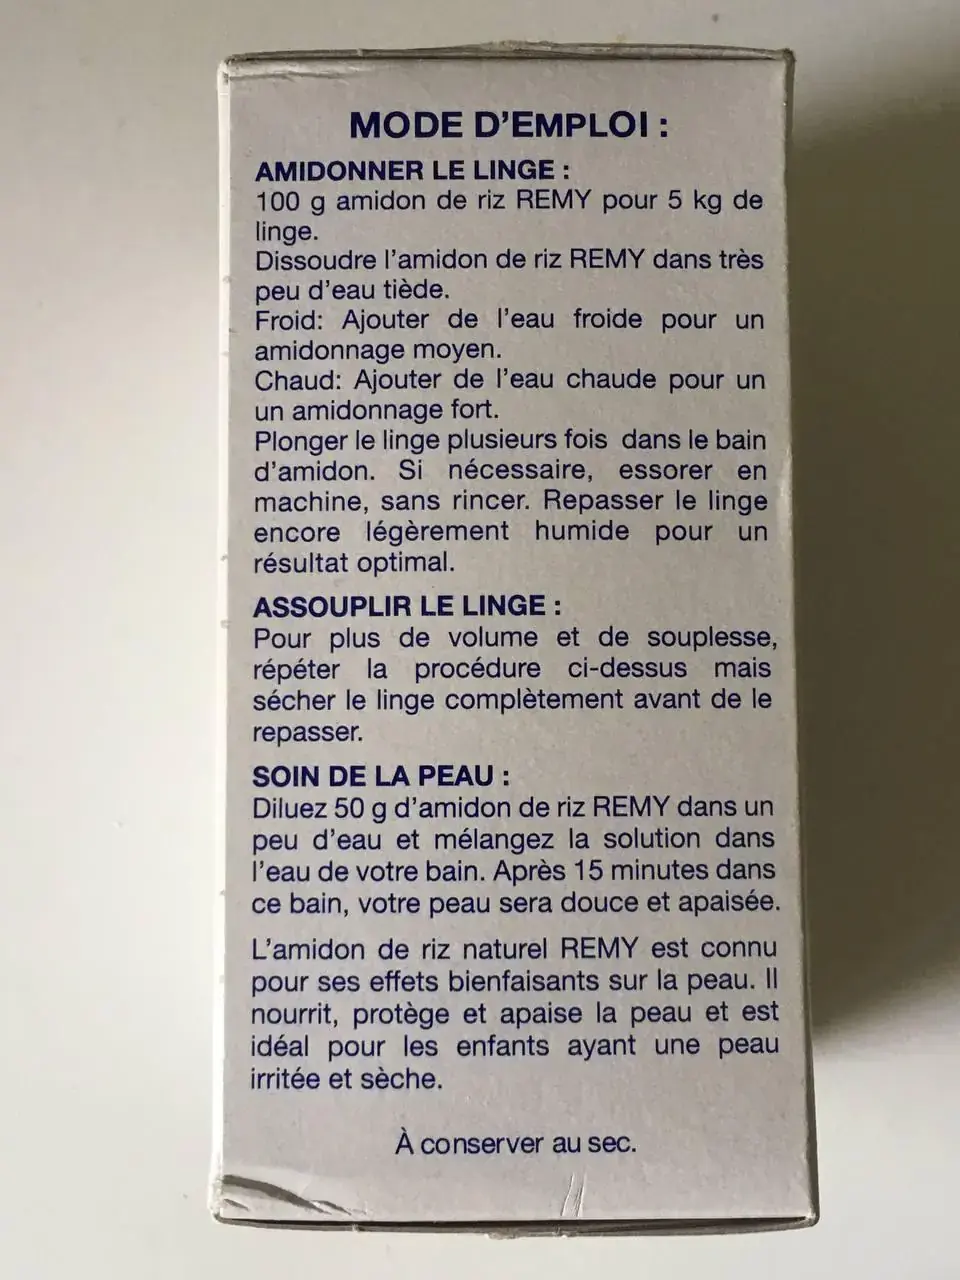 MODE D'EMPLOI :
AMIDONNER LE LINGE :
100 g amidon de riz REMY pour 5 kg de
linge.
Dissoudre l'amidon de riz REMY dans très
peu d'eau tiède.
Froid: Ajouter de l'eau froide pour un
amidonnage moyen.
Chaud: Ajouter de l'eau chaude pour un
un amidonnage fort.
Plonger le linge plusieurs fois dans le bain
d'amidon. Si nécessaire, essorer en
machine, sans rincer. Repasser le linge
encore légèrement humide pour un
résultat optimal.
ASSOUPLIR LE LINGE :
Pour plus de volume et de souplesse,
répéter la procédure ci-dessus mais
sécher le linge complètement avant de le
repasser.
SOIN DE LA PEAU :
Diluez 50 g d'amidon de riz REMY dans un
peu d'eau et mélangez la solution dans
l'eau de votre bain. Après 15 minutes dans
ce bain, votre peau sera douce et apaisée.
L'amidon de riz naturel REMY est connu
pour ses effets bienfaisants sur la peau. Il
nourrit, protège et apaise la peau et est
idéal pour les enfants ayant une peau
irritée et sèche.
À conserver au sec.